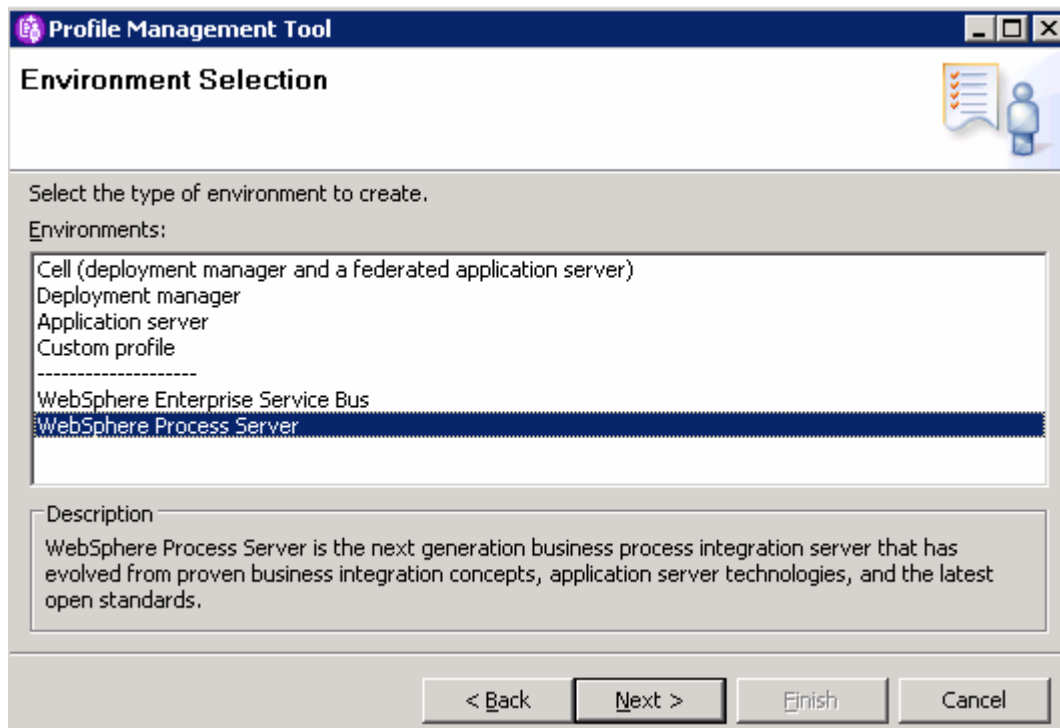 Profile Management Tool
Environment Selection
Select the type of environment to create.
Environments:
Cell (deployment manager and a federated application server)
Deployment manager
Application server
Custom profile
--------------------
WebSphere Enterprise Service Bus
WebSphere Process Server
Description
WebSphere Process Server is the next generation business process integration server that has
evolved from proven business integration concepts, application server technologies, and the latest
open standards.
< Back Next > Finish Cancel